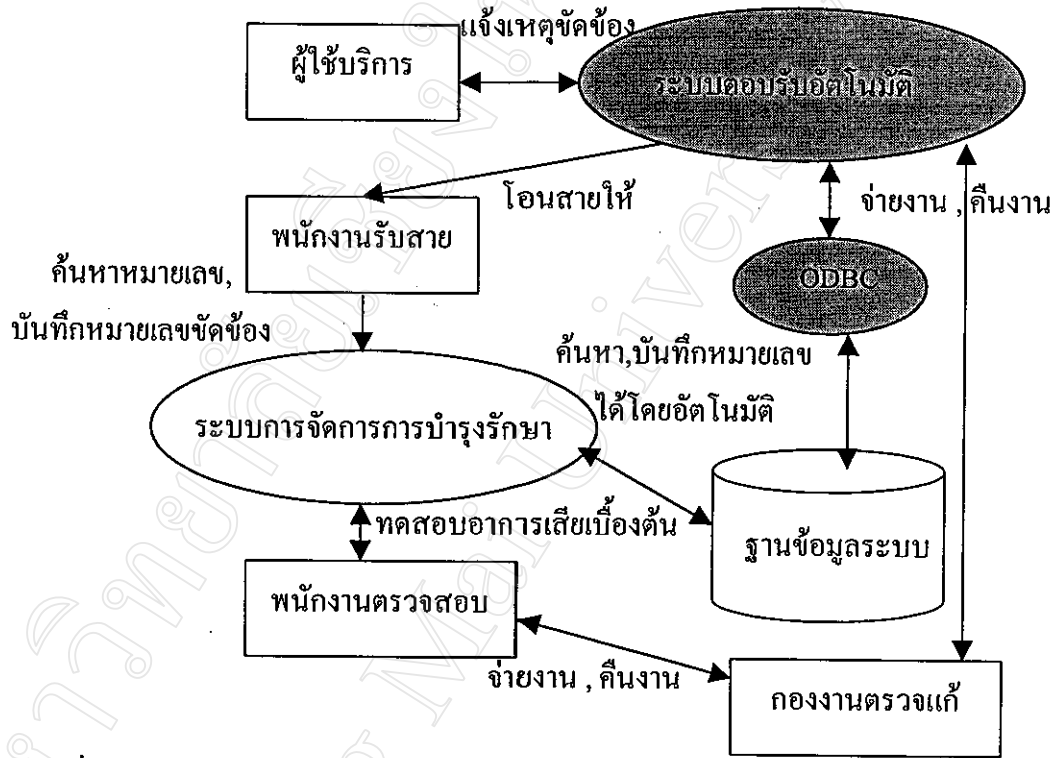 แจ้งเหตุขัดข้อง
ผู้ใช้บริการ
ระบบตอบรับอัตโนมัติ
โอนสายให้
จ่ายงาน , คืนงาน
พนักงานรับสาย
ค้นหาหมายเลข,
บันทึกหมายเลขขัดข้อง
ODBC
ค้นหา,บันทึกหมายเลข
ได้โดยอัตโนมัติ
ระบบการจัดการการบำรุงรักษา
ทดสอบอาการเสียเบื้องต้น
ฐานข้อมูลระบบ
พนักงานตรวจสอบ
จ่ายงาน , คืนงาน
กองงานตรวจแก้